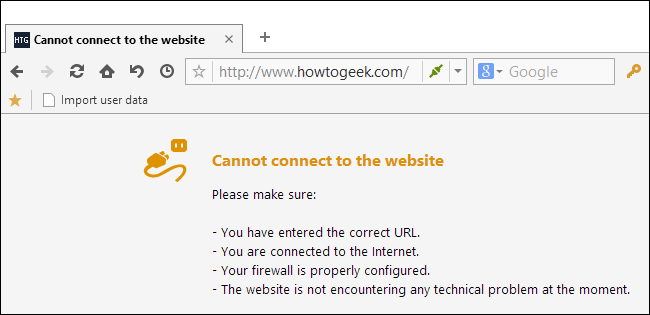 HTG Cannot connect to the website
http://www.howtogeek.com/
8 Google
Import user data
Cannot connect to the website
Please make sure:
- You have entered the correct URL.
- You are connected to the Internet.
- Your firewall is properly configured.
- The website is not encountering any technical problem at the moment.